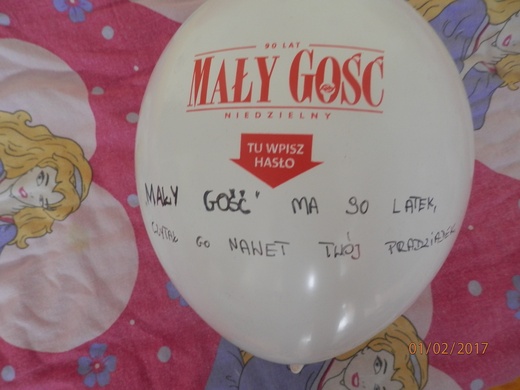 90 LAT
MAŁY GOŚĆ
NIEDZIELNY
TU WPISZ
HASŁO
MAŁY GOŚĆ" MA 90 LATEK,
CZYTAŁ GO NAWET TWÓJ PRADZIADEK
01/02/2017